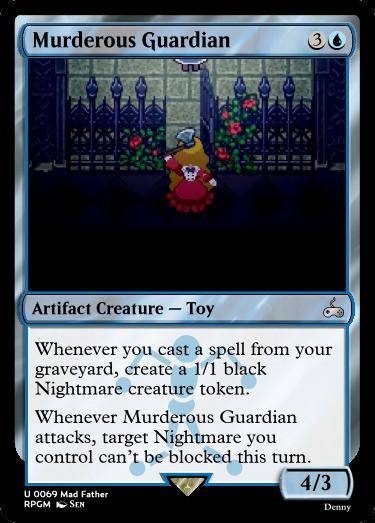 Murderous Guardian 3
Artifact Creature — Toy
Whenever you cast a spell from your
graveyard, create a 1/1 black
Nightmare creature token.
Whenever Murderous Guardian
attacks, target Nightmare you
control can't be blocked this turn.
4/3
U 0069 Mad Father
RPGM SEN
Denny